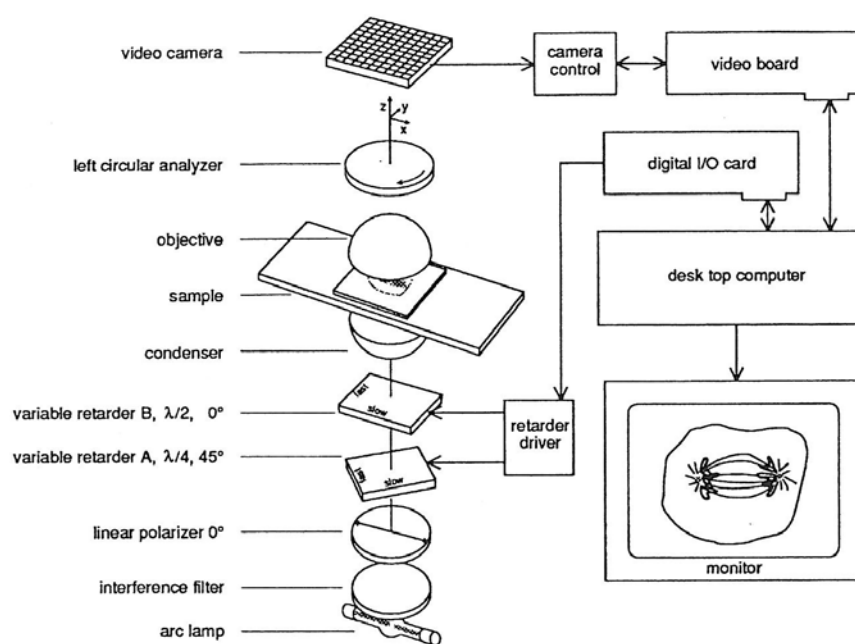 video camera
camera
control
video board
z
y
x
left circular analyzer
digital I/O card
objective
sample
desk top computer
condenser
fast
slow
variable retarder B, λ/2, 0°
retarder
driver
variable retarder A, λ/4, 45°
fast
slow
linear polarizer 0°
interference filter
monitor
arc lamp